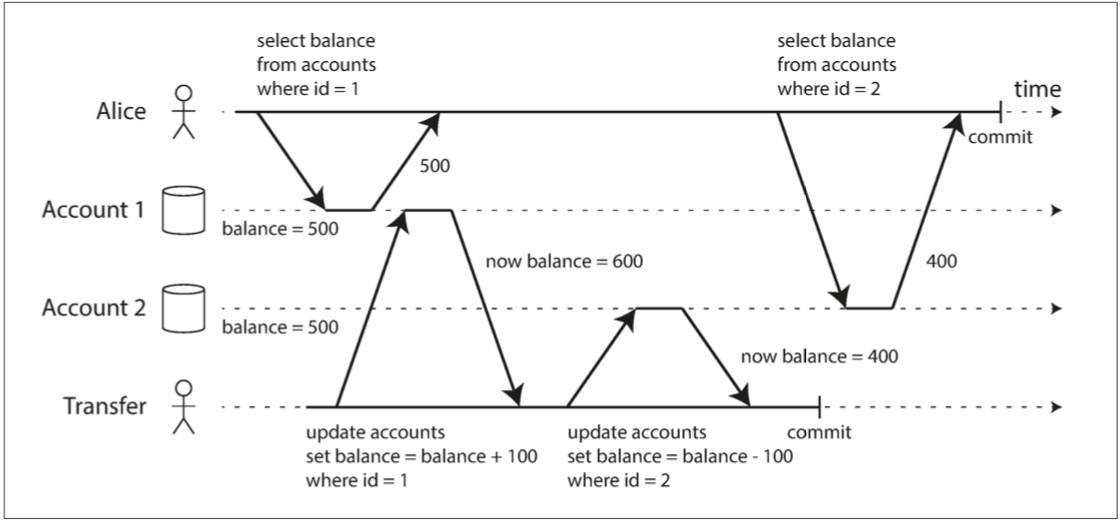 select balance
from accounts
where id = 1
select balance
from accounts
where id = 2
time
Alice
commit
500
Account 1
balance = 500
now balance = 600
400
Account 2
balance = 500
now balance = 400
Transfer
update accounts
set balance = balance + 100
where id = 1
update accounts
set balance = balance - 100
where id = 2
commit